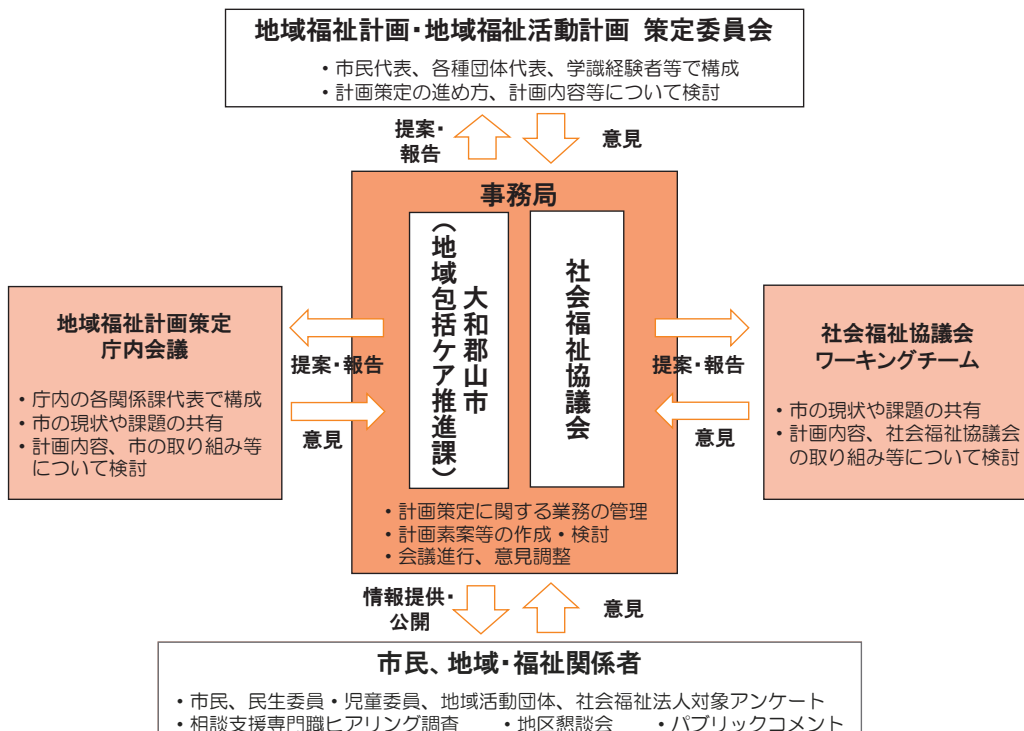 地域福祉計画・地域福祉活動計画 策定委員会
・市民代表、各種団体代表、学識経験者等で構成
・計画策定の進め方、計画内容等について検討
提案・
報告
意見
事務局
大和郡山市
（地域包括ケア推進課）
社会福祉協議会
・計画策定に関する業務の管理
・計画素案等の作成・検討
・会議進行、意見調整
地域福祉計画策定
庁内会議
・庁内の各関係課代表で構成
・市の現状や課題の共有
・計画内容、市の取り組み等
について検討
提案・報告
意見
社会福祉協議会
ワーキングチーム
・市の現状や課題の共有
・計画内容、社会福祉協議会
の取り組み等について検討
提案・報告
意見
情報提供・
公開
意見
市民、地域・福祉関係者
・市民、民生委員・児童委員、地域活動団体、社会福祉法人対象アンケート
・相談支援専門職ヒアリング調査 ・地区懇談会 ・パブリックコメント